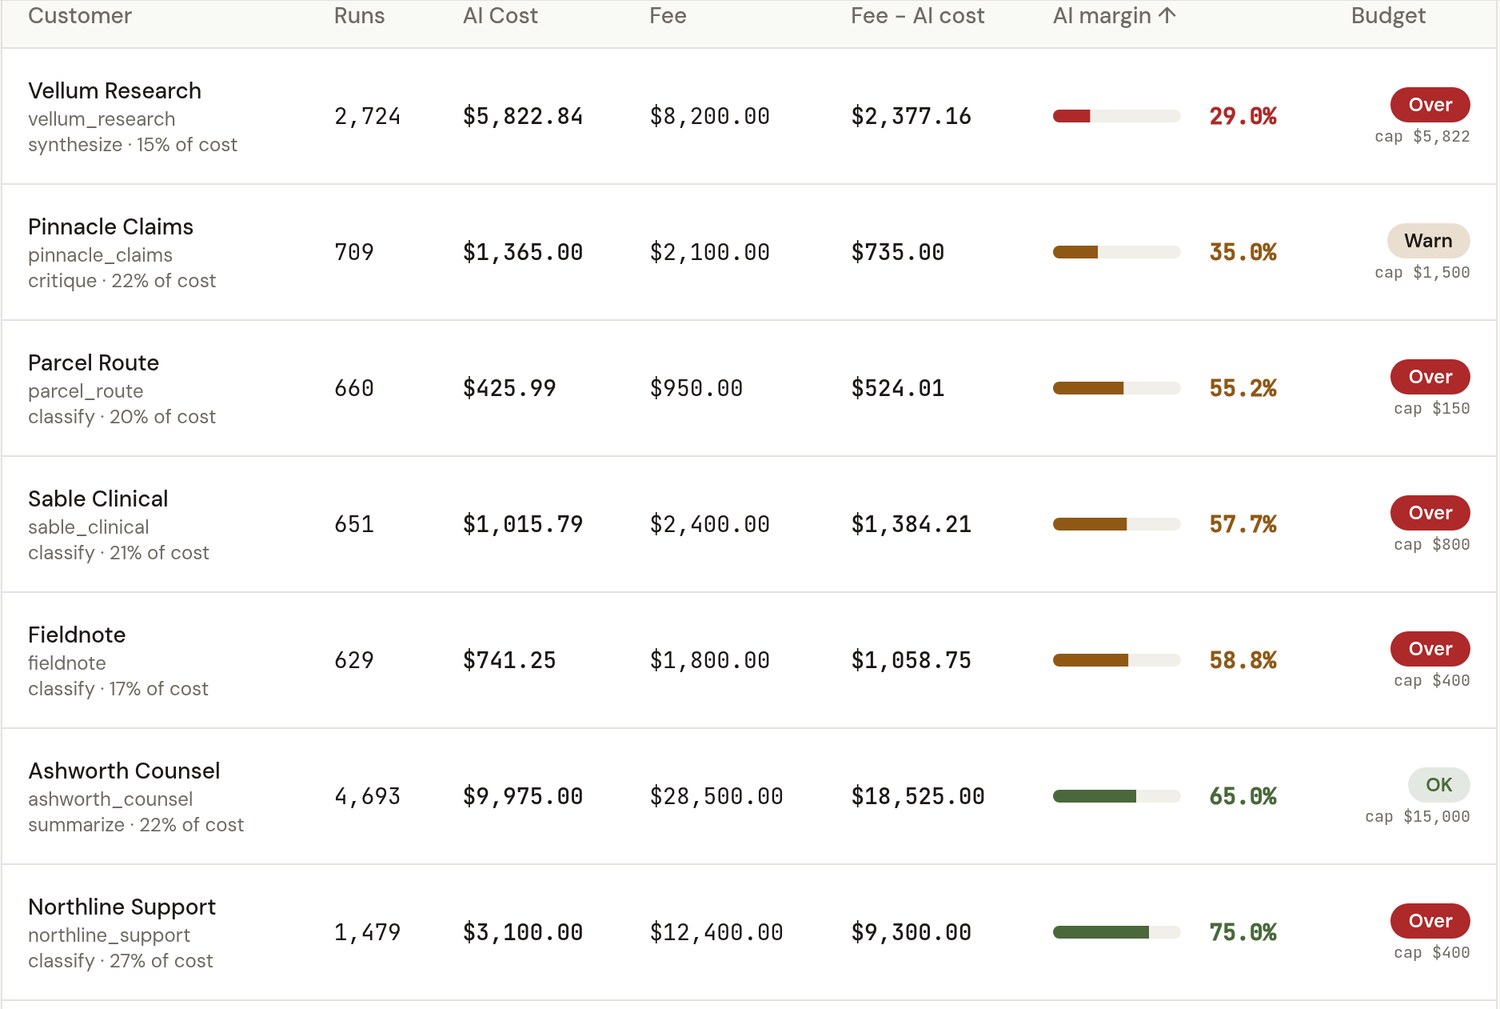 Customer Runs AI Cost Fee Fee - AI cost AI margin ↑ Budget
Vellum Research
vellum_research
synthesize · 15% of cost
2,724 $5,822.84 $8,200.00 $2,377.16 29.0%
Over
cap $5,822
Pinnacle Claims
pinnacle_claims
critique · 22% of cost
709 $1,365.00 $2,100.00 $735.00 35.0%
Warn
cap $1,500
Parcel Route
parcel_route
classify · 20% of cost
660 $425.99 $950.00 $524.01 55.2%
Over
cap $150
Sable Clinical
sable_clinical
classify · 21% of cost
651 $1,015.79 $2,400.00 $1,384.21 57.7%
Over
cap $800
Fieldnote
fieldnote
classify · 17% of cost
629 $741.25 $1,800.00 $1,058.75 58.8%
Over
cap $400
Ashworth Counsel
ashworth_counsel
summarize · 22% of cost
4,693 $9,975.00 $28,500.00 $18,525.00 65.0%
OK
cap $15,000
Northline Support
northline_support
classify · 27% of cost
1,479 $3,100.00 $12,400.00 $9,300.00 75.0%
Over
cap $400